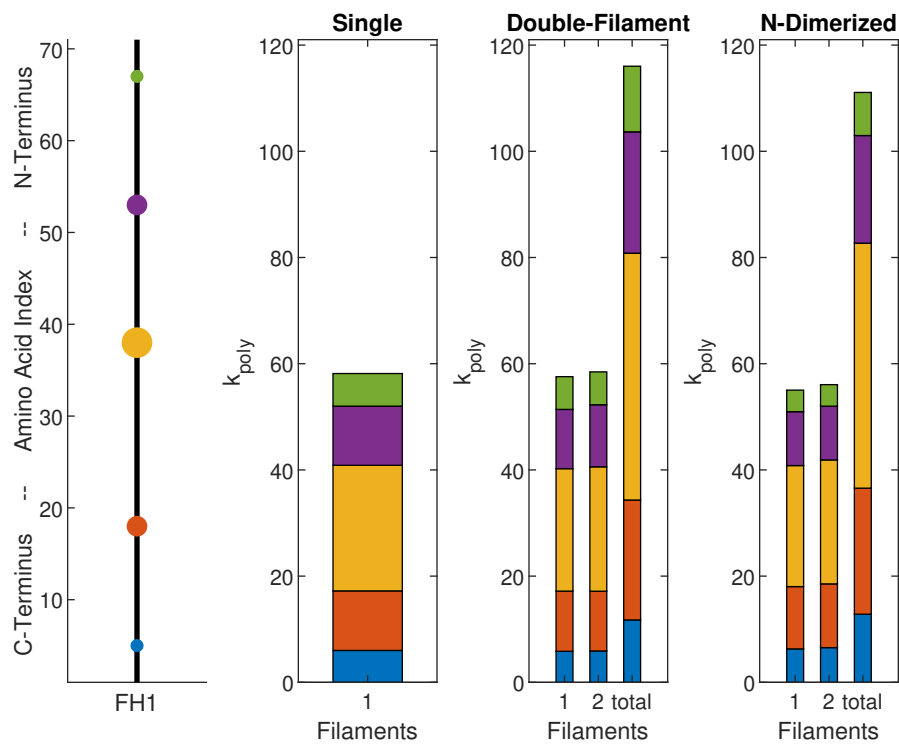 C-Terminus -- Amino Acid Index -- N-Terminus
70
60
50
40
30
20
10
FH1
Single
120
100
80
60
40
20
0
k_poly
1
Filaments
Double-Filament
120
100
80
60
40
20
0
k_poly
1 2 total
Filaments
N-Dimerized
120
100
80
60
40
20
0
k_poly
1 2 total
Filaments